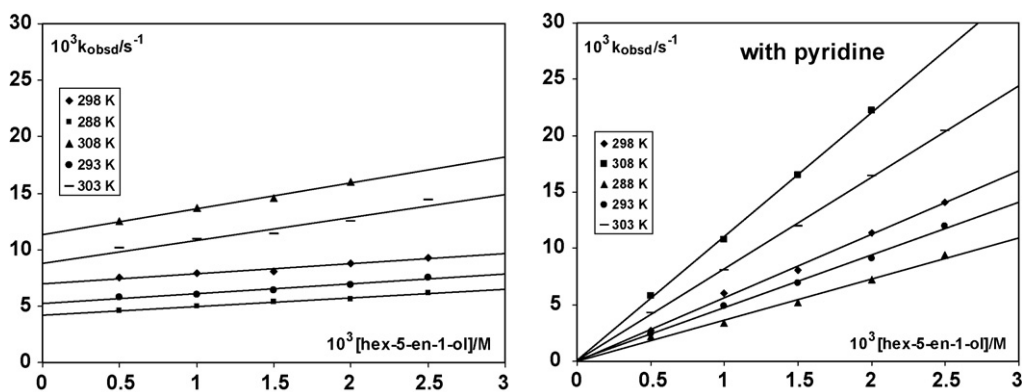 30
25
20
15
10
5
0
10³kobsd/s⁻¹
298 K
288 K
308 K
293 K
303 K
10³[hex-5-en-1-ol]/M
0 0.5 1 1.5 2 2.5 3
30
25
20
15
10
5
0
10³kobsd/s⁻¹
with pyridine
298 K
308 K
288 K
293 K
303 K
10³[hex-5-en-1-ol]/M
0 0.5 1 1.5 2 2.5 3